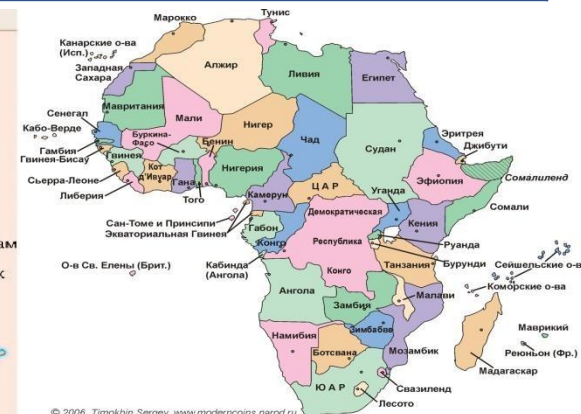 Марокко
Тунис
Канарские о-ва
(Исп.)
Западная
Сахара
Алжир
Ливия
Египет
Мавритания
Мали
Нигер
Чад
Судан
Эритрея
Джибути
Сомалиленд
Сенегал
Кабо-Верде
Гамбия
Гвинея-Бисау
Гвинея
Буркина-
Фасо
Бенин
Кот
д'Ивуар
Гана
Нигерия
Сьерра-Леоне
Либерия
Того
Камерун
ЦАР
Эфиопия
Сомали
Уганда
Кения
Сан-Томе и Принсипи
Экваториальная Гвинея
Габон
Конго
Демократическая
Республика
Конго
Руанда
Бурунди
Танзания
Сейшельские о-в
Коморские о-ва
ам
к
О-в Св. Елены (Брит.)
Кабинда
(Ангола)
Ангола
Замбия
Малави
Зимбабве
Мозамбик
Намибия
Ботсвана
Маврикий
Реюньон (Фр.)
Мадагаскар
ЮАР
Свазиленд
Лесото
© 2006, Timokhin Sergey, www.moderncoins.narod.ru